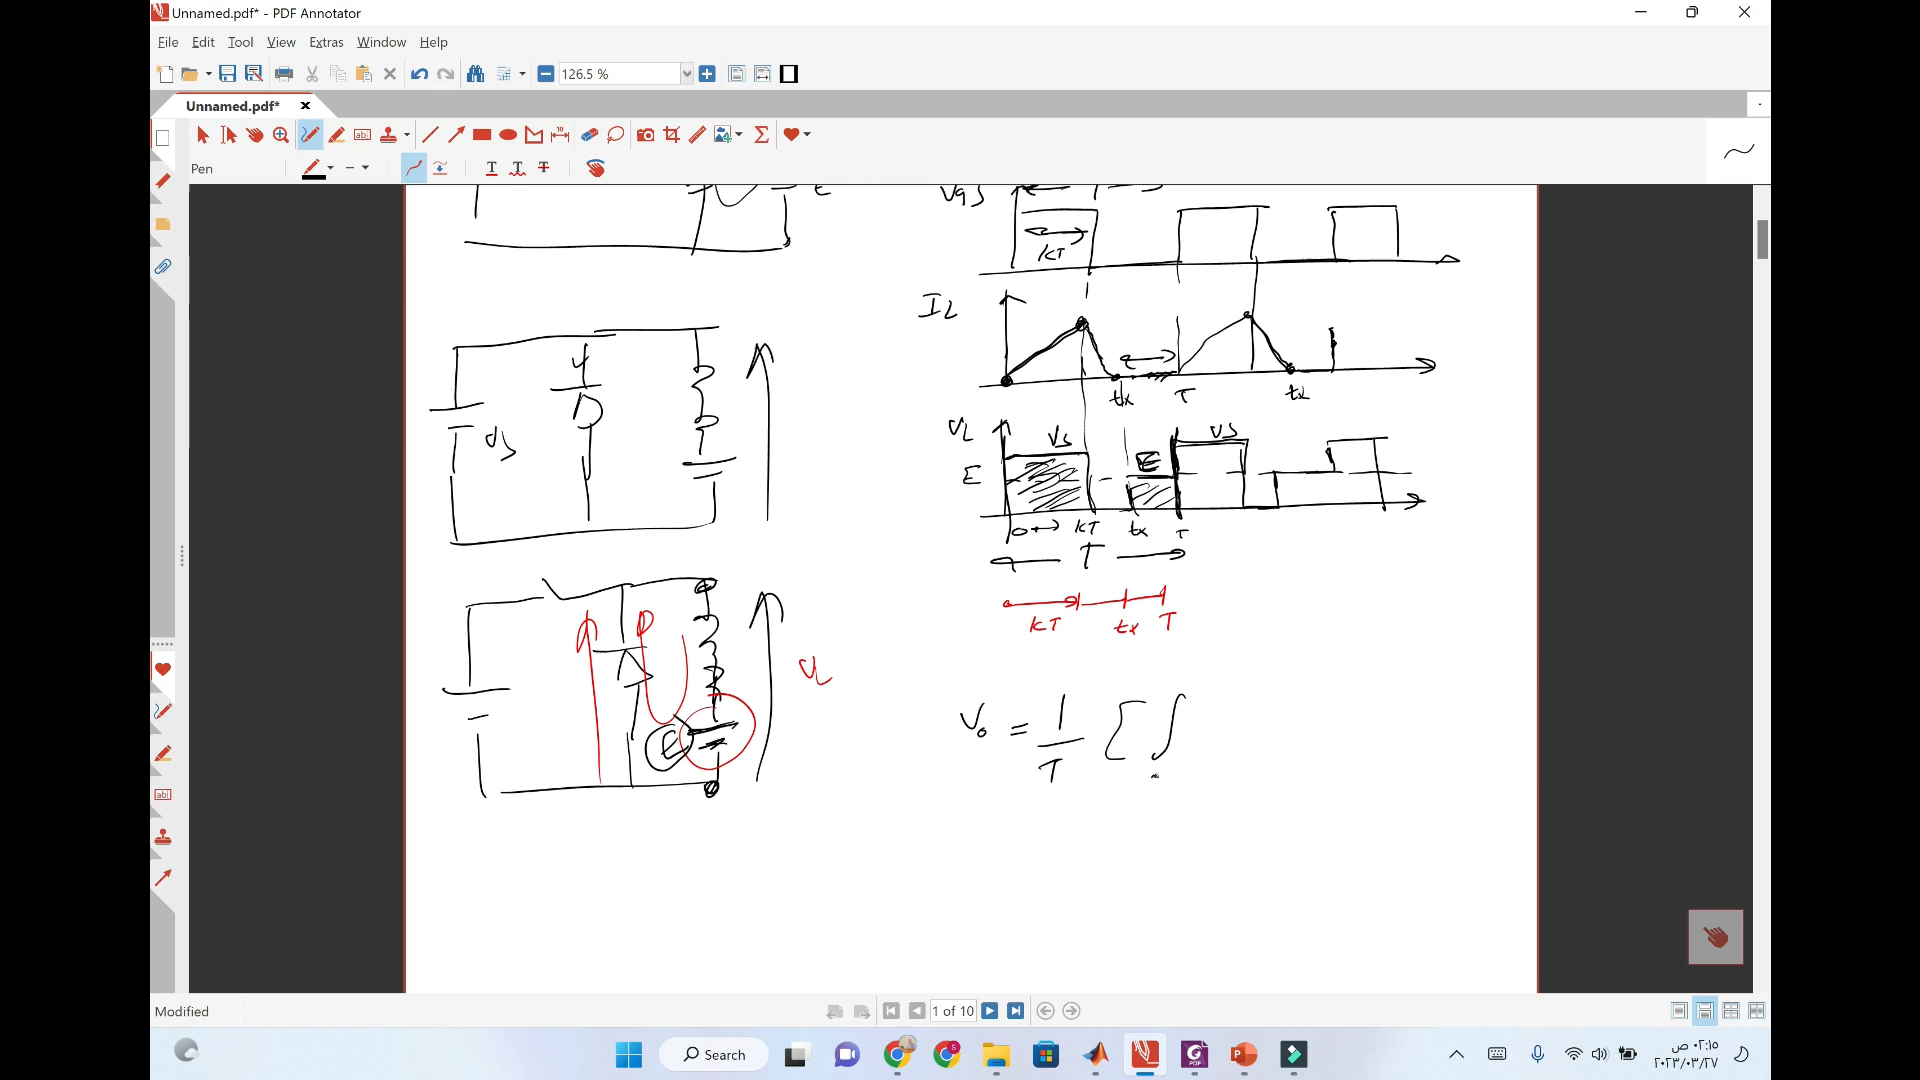 Unnamed.pdf* - PDF Annotator
File Edit Tool View Extras Window Help
126.5 %
Unnamed.pdf*
Pen
Vgs
T
E
kT
IL
tx T tx
Vs
VL Vs E Vs
E
0 kT tx T
T
kT tx T
VL
E
Vo = 1/T [ ∫
Modified
1 of 10
Search
٠٢:١٥ ص
٢٠٢٣/٠٣/٢٧